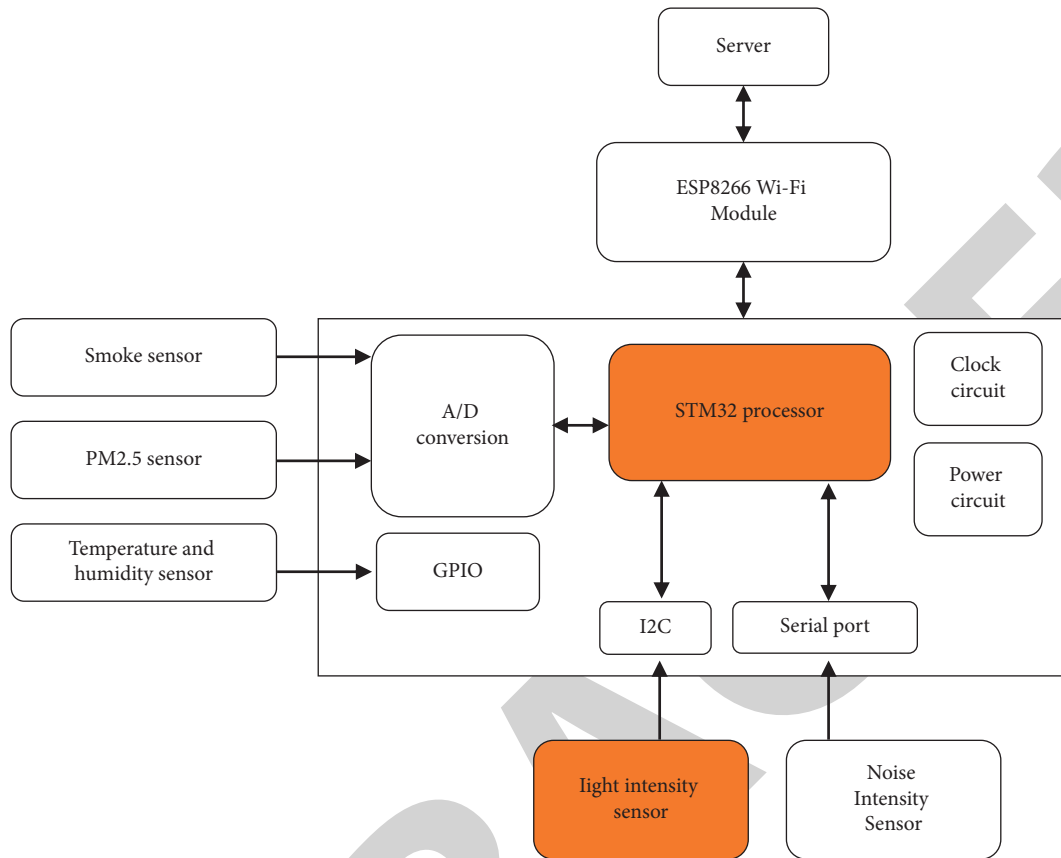 Server
ESP8266 Wi-Fi
Module
Smoke sensor
A/D
conversion
STM32 processor
Clock
circuit
PM2.5 sensor
Power
circuit
Temperature and
humidity sensor
GPIO
I2C
Serial port
Iight intensity
sensor
Noise
Intensity
Sensor